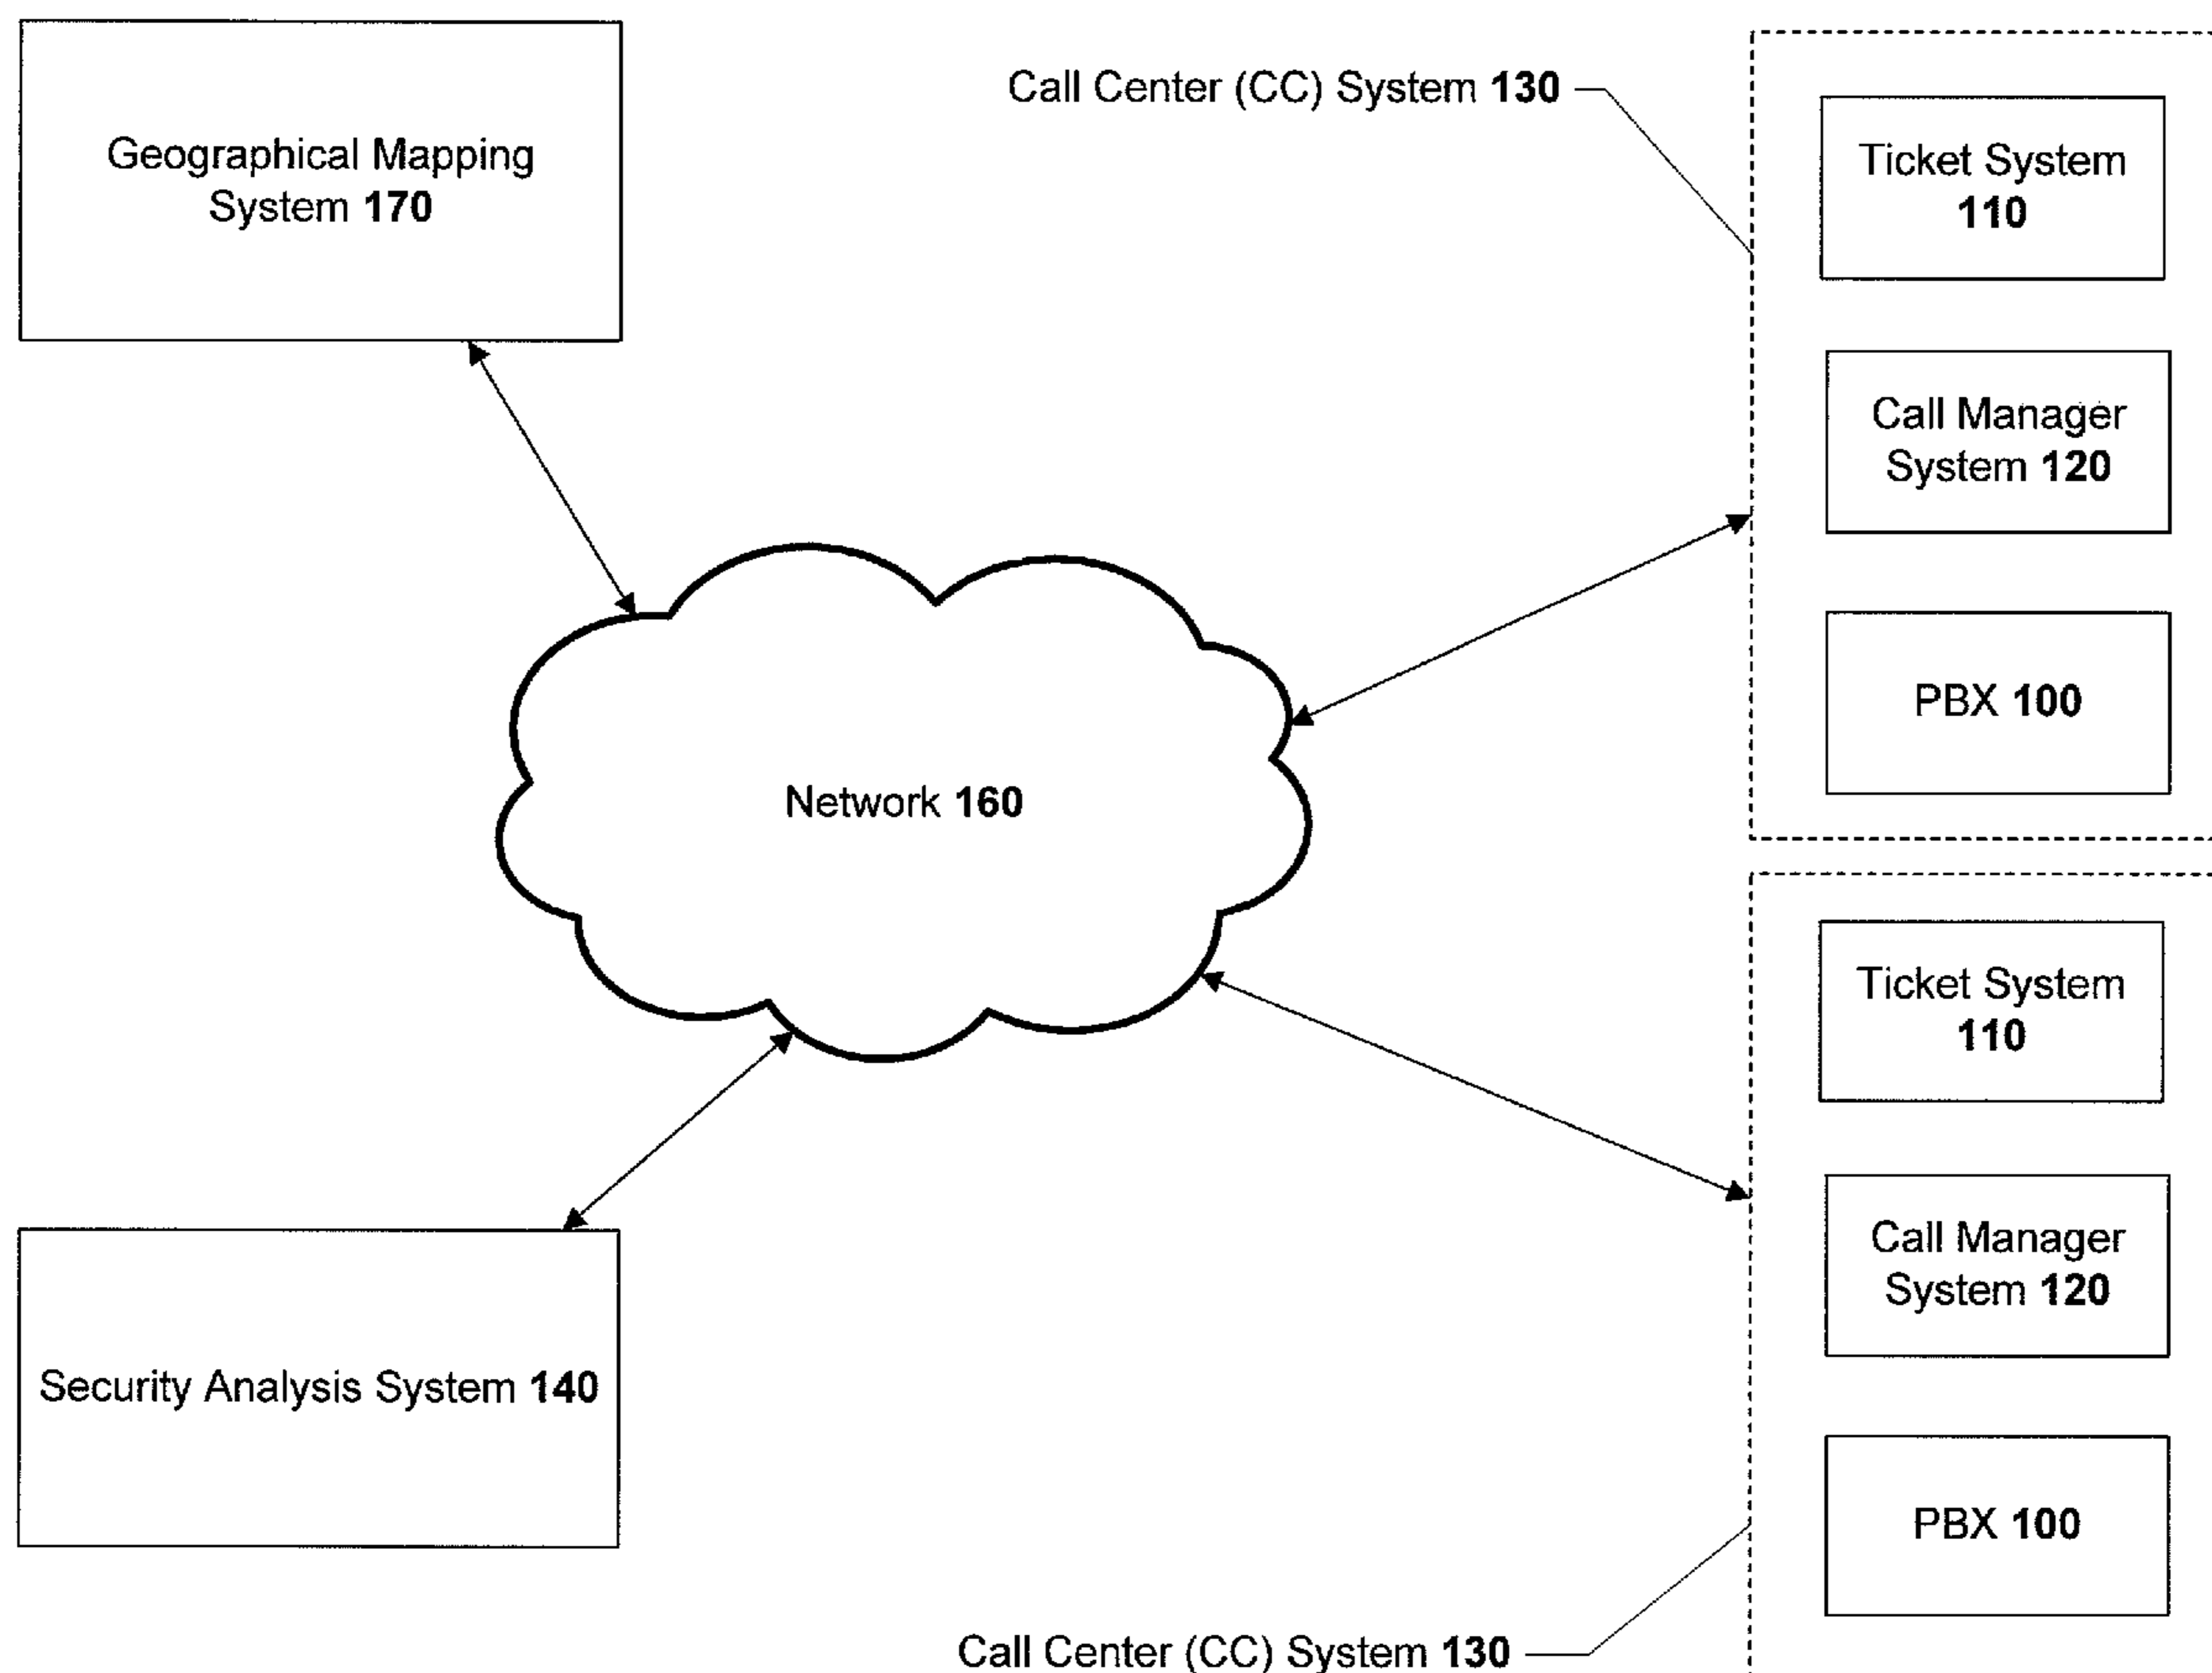 Geographical Mapping
System 170
Call Center (CC) System 130
Ticket System
110
Call Manager
System 120
PBX 100
Network 160
Ticket System
110
Call Manager
System 120
PBX 100
Security Analysis System 140
Call Center (CC) System 130